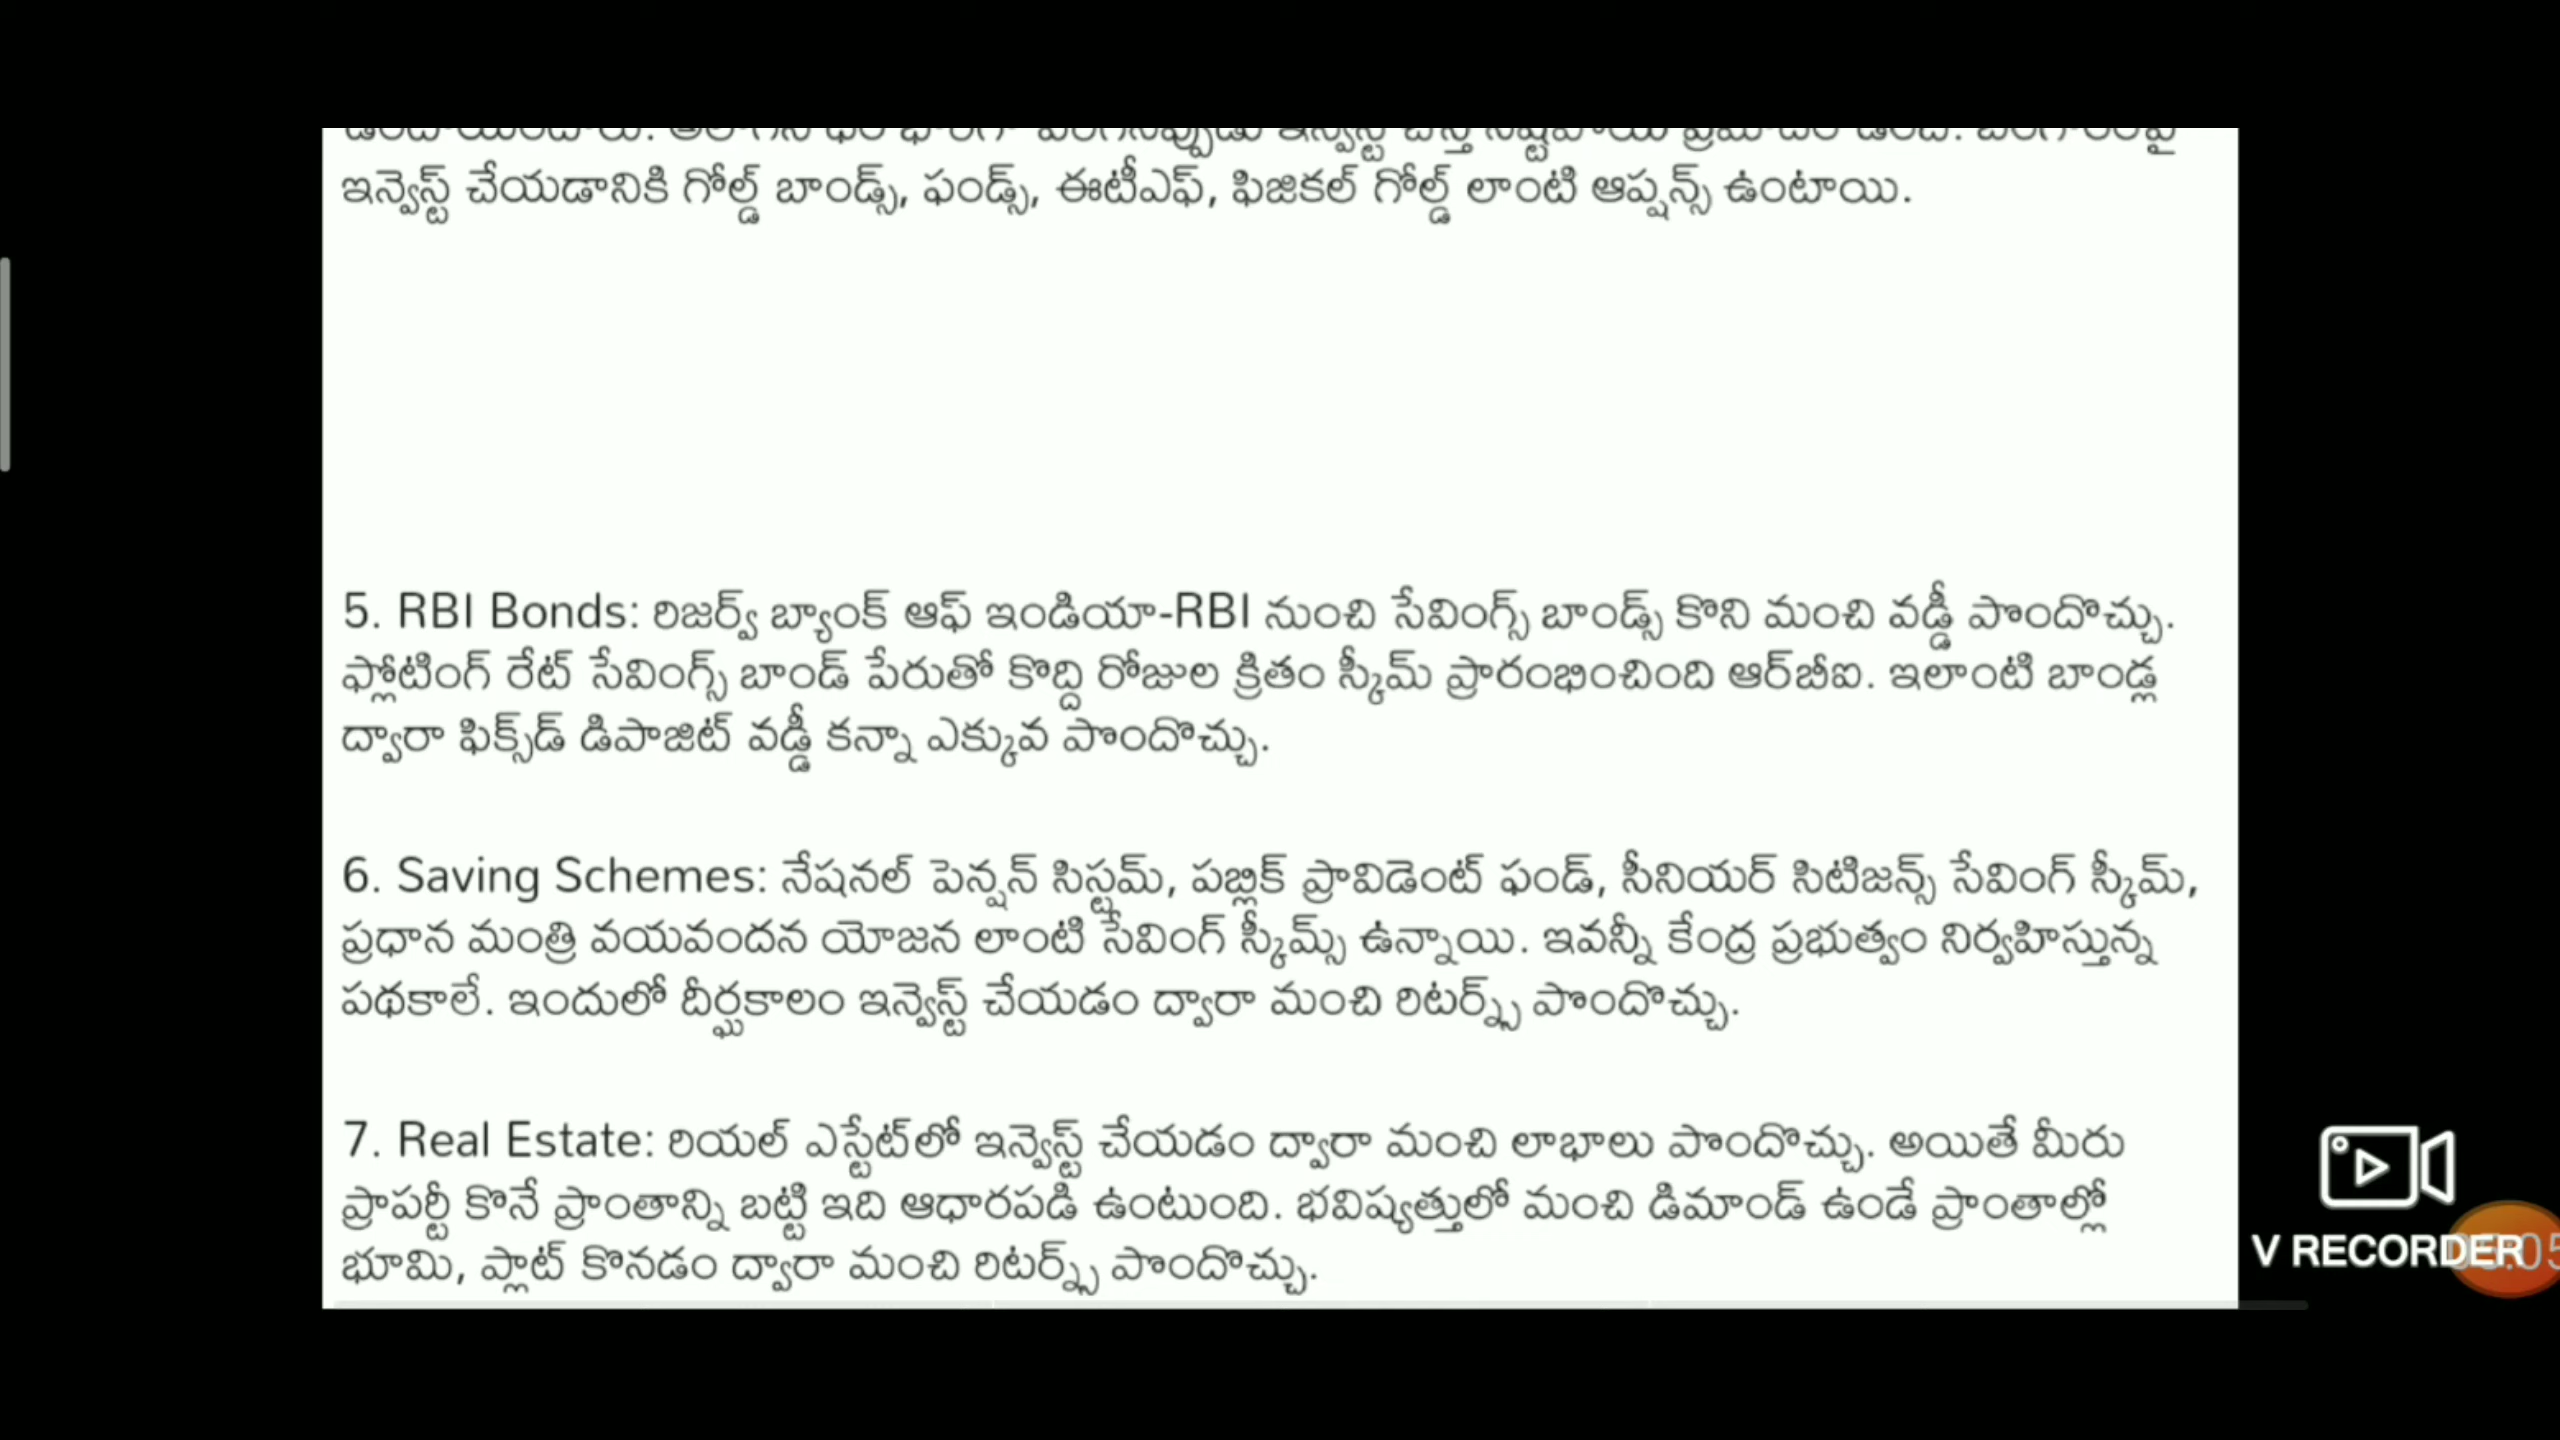 ఇన్వెస్ట్ చేయడానికి గోల్డ్ బాండ్స్, ఫండ్స్, ఈటీఎఫ్, ఫిజికల్ గోల్డ్ లాంటి ఆప్షన్స్ ఉంటాయి.
5. RBI Bonds: రిజర్వ్ బ్యాంక్ ఆఫ్ ఇండియా-RBI నుంచి సేవింగ్స్ బాండ్స్ కొని మంచి వడ్డీ పొందొచ్చు.
ఫ్లోటింగ్ రేట్ సేవింగ్స్ బాండ్ పేరుతో కొద్ది రోజుల క్రితం స్కీమ్ ప్రారంభించింది ఆర్‌బీఐ. ఇలాంటి బాండ్ల
ద్వారా ఫిక్స్‌డ్ డిపాజిట్ వడ్డీ కన్నా ఎక్కువ పొందొచ్చు.
6. Saving Schemes: నేషనల్ పెన్షన్ సిస్టమ్, పబ్లిక్ ప్రావిడెంట్ ఫండ్, సీనియర్ సిటిజన్స్ సేవింగ్ స్కీమ్,
ప్రధాన మంత్రి వయవందన యోజన లాంటి సేవింగ్ స్కీమ్స్ ఉన్నాయి. ఇవన్నీ కేంద్ర ప్రభుత్వం నిర్వహిస్తున్న
పథకాలే. ఇందులో దీర్ఘకాలం ఇన్వెస్ట్ చేయడం ద్వారా మంచి రిటర్న్స్ పొందొచ్చు.
7. Real Estate: రియల్ ఎస్టేట్‌లో ఇన్వెస్ట్ చేయడం ద్వారా మంచి లాభాలు పొందొచ్చు. అయితే మీరు
ప్రాపర్టీ కొనే ప్రాంతాన్ని బట్టి ఇది ఆధారపడి ఉంటుంది. భవిష్యత్తులో మంచి డిమాండ్ ఉండే ప్రాంతాల్లో
భూమి, ప్లాట్ కొనడం ద్వారా మంచి రిటర్న్స్ పొందొచ్చు.
V RECORDER